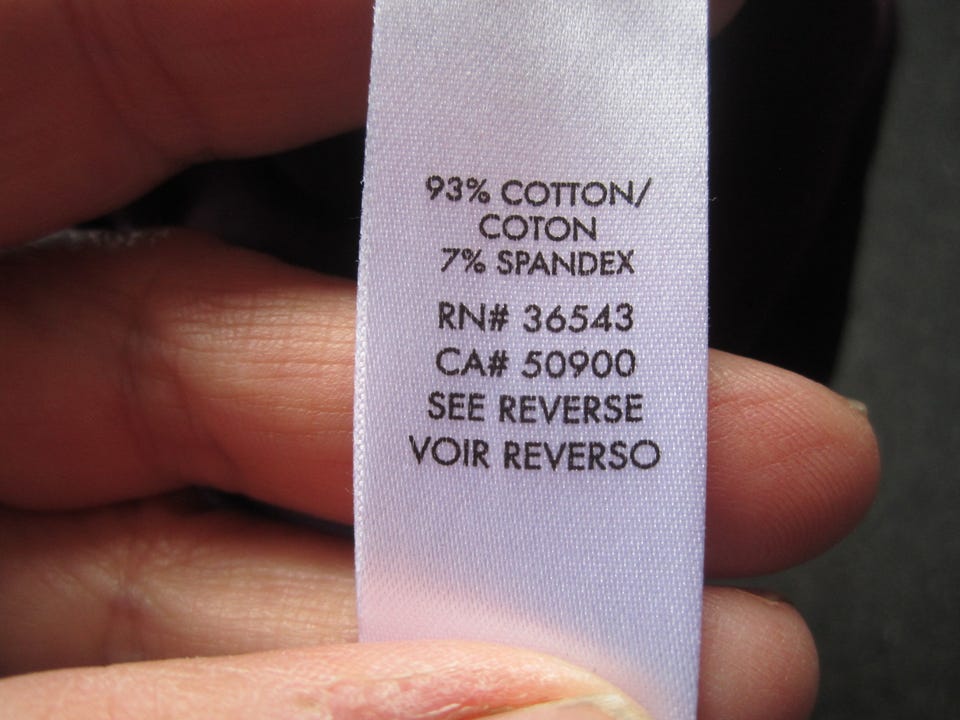 93% COTTON/
COTON
7% SPANDEX
RN# 36543
CA# 50900
SEE REVERSE
VOIR REVERSO